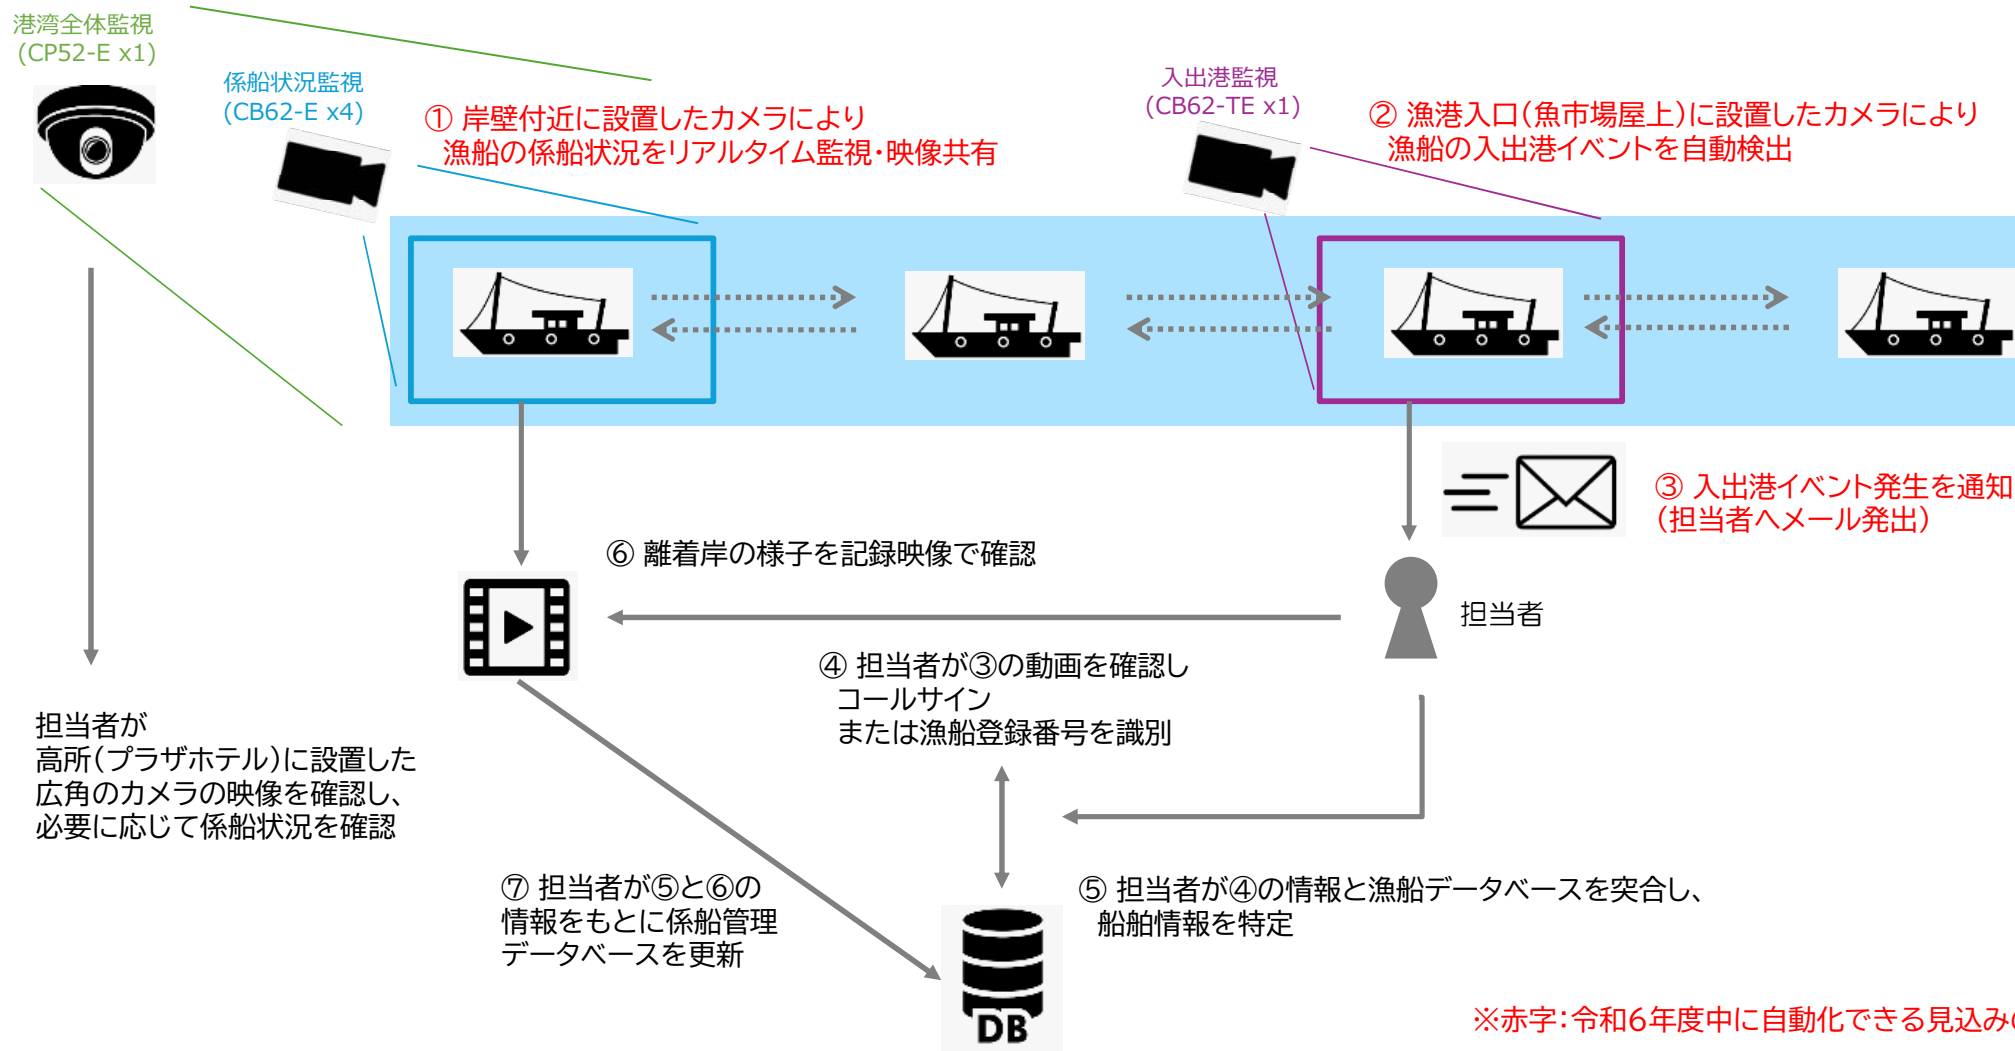 港湾全体監視
(CP52-E x1)
係船状況監視
(CB62-E x4)
① 岸壁付近に設置したカメラにより
漁船の係船状況をリアルタイム監視・映像共有
入出港監視
(CB62-TE x1)
② 漁港入口（魚市場屋上）に設置したカメラにより
漁船の入出港イベントを自動検出
③ 入出港イベント発生を通知
（担当者へメール発出）
⑥ 離着岸の様子を記録映像で確認
担当者
④ 担当者が③の動画を確認し
コールサイン
または漁船登録番号を識別
担当者が
高所（プラザホテル）に設置した
広角のカメラの映像を確認し、
必要に応じて係船状況を確認
⑦ 担当者が⑤と⑥の
情報をもとに係船管理
データベースを更新
⑤ 担当者が④の情報と漁船データベースを突合し、
船舶情報を特定
DB
※赤字：令和6年度中に自動化できる見込み